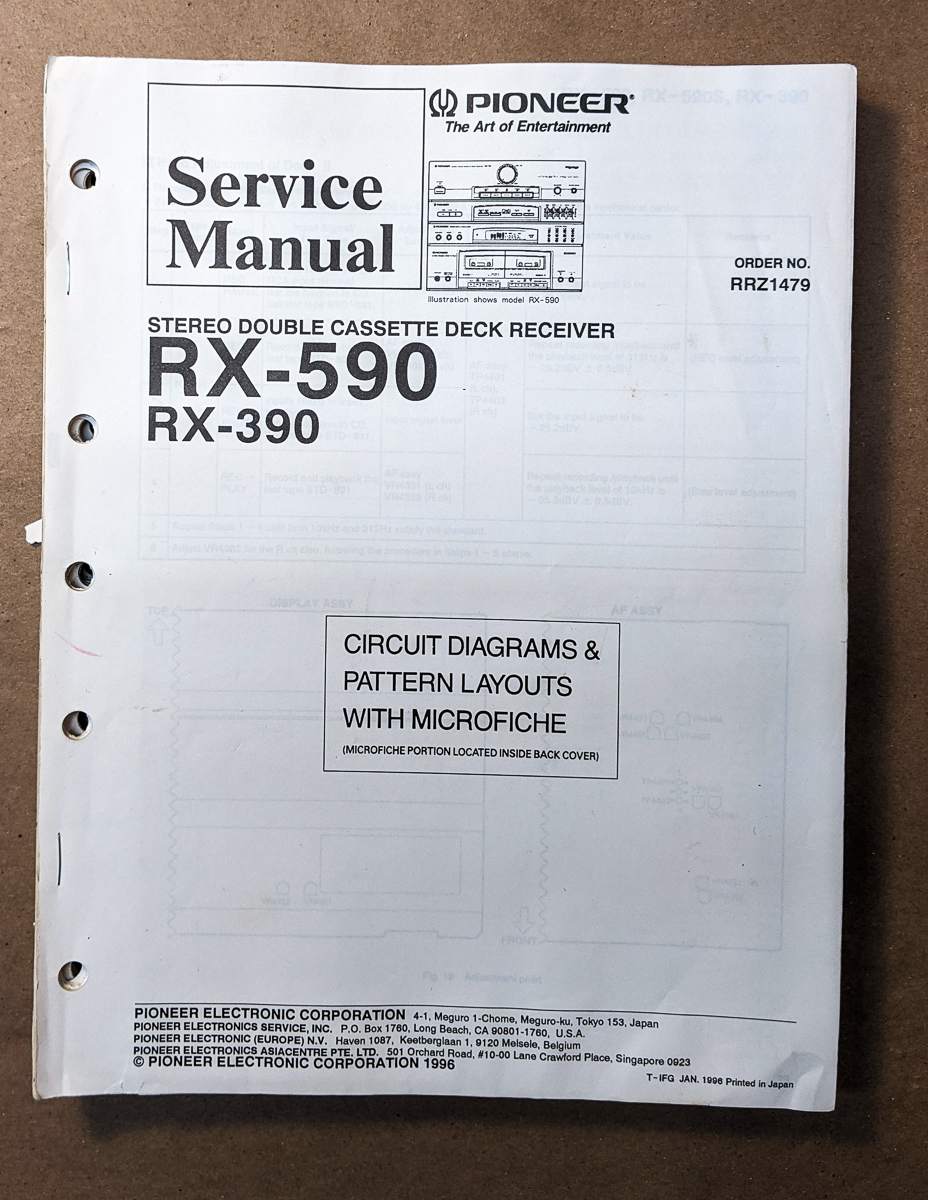 Service
Manual
PIONEER®
The Art of Entertainment
Illustration shows model RX-590
ORDER NO.
RRZ1479
STEREO DOUBLE CASSETTE DECK RECEIVER
RX-590
RX-390
CIRCUIT DIAGRAMS &
PATTERN LAYOUTS
WITH MICROFICHE
(MICROFICHE PORTION LOCATED INSIDE BACK COVER)
PIONEER ELECTRONIC CORPORATION 4-1, Meguro 1-Chome, Meguro-ku, Tokyo 153, Japan
PIONEER ELECTRONICS SERVICE, INC. P.O. Box 1760, Long Beach, CA 90801-1760, U.S.A.
PIONEER ELECTRONIC (EUROPE) N.V. Haven 1087, Keetberglaan 1, 9120 Melsele, Belgium
PIONEER ELECTRONICS ASIACENTRE PTE. LTD. 501 Orchard Road, #10-00 Lane Crawford Place, Singapore 0923
© PIONEER ELECTRONIC CORPORATION 1996
T-IFG JAN. 1996 Printed in Japan